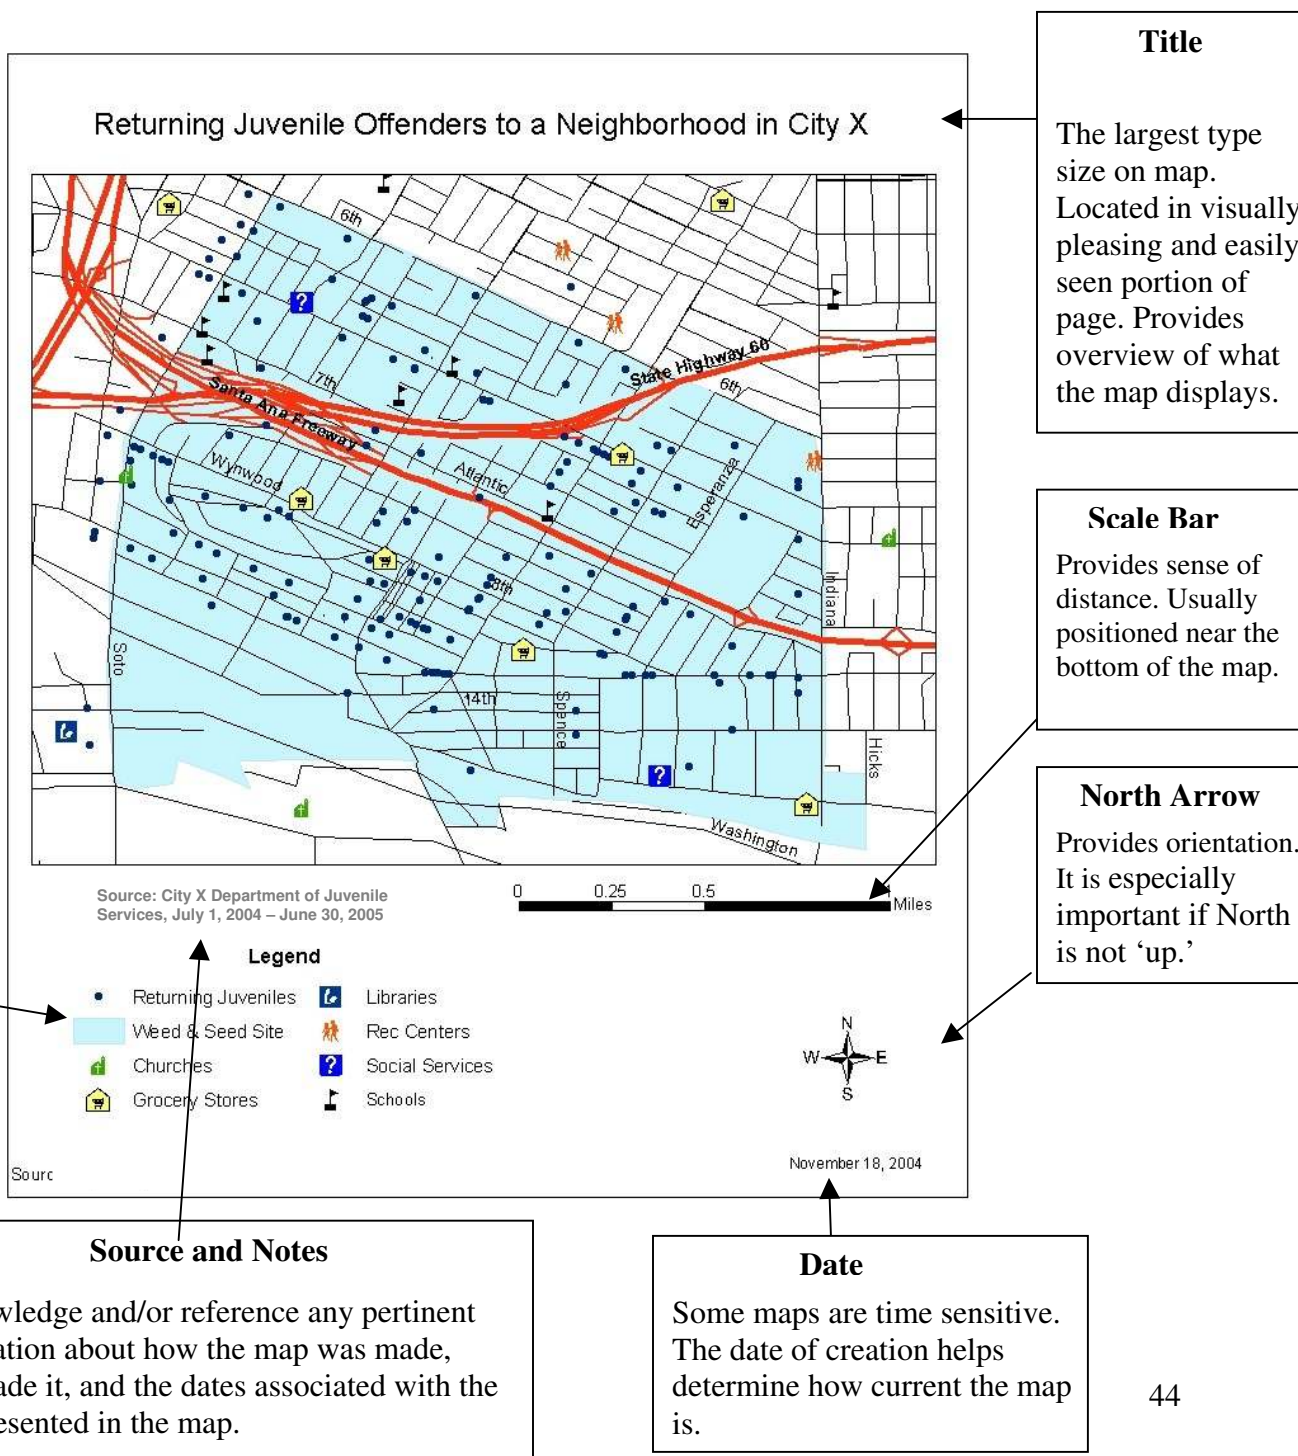 Title
The largest type
size on map.
Located in visually
pleasing and easily
seen portion of
page. Provides
overview of what
the map displays.
Returning Juvenile Offenders to a Neighborhood in City X
6th
State Highway 60
6th
7th
Santa Ana Freeway
Wynwood
Atlantic
Esperanza
8th
Indiana
Soto
14th
Spence
Hicks
Washington
Scale Bar
Provides sense of
distance. Usually
positioned near the
bottom of the map.
North Arrow
Provides orientation.
It is especially
important if North
is not ‘up.’
Source: City X Department of Juvenile
Services, July 1, 2004 – June 30, 2005
0 0.25 0.5 1
Miles
Legend
Returning Juveniles
Weed & Seed Site
Churches
Grocery Stores
Libraries
Rec Centers
Social Services
Schools
N
W E
S
November 18, 2004
Sourc
Source and Notes
wledge and/or reference any pertinent
ation about how the map was made,
ade it, and the dates associated with the
esented in the map.
Date
Some maps are time sensitive.
The date of creation helps
determine how current the map
is.
44